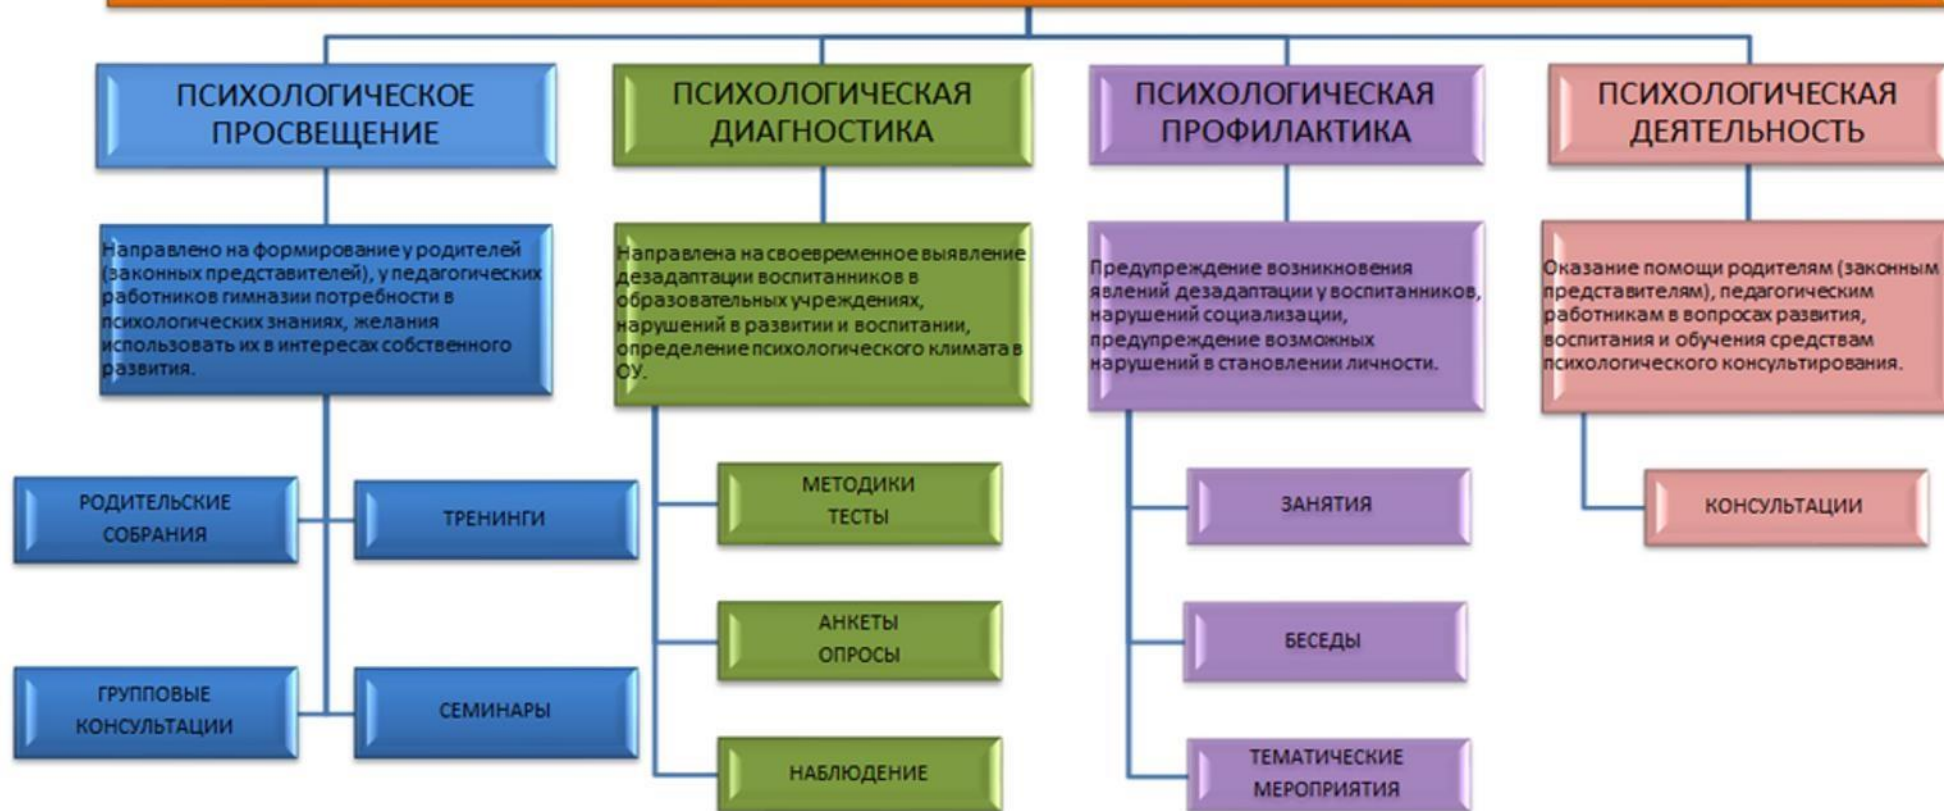 ПСИХОЛОГИЧЕСКОЕ
ПРОСВЕЩЕНИЕ
Направлено на формирование у родителей
(законных представителей), у педагогических
работников гимназии потребности в
психологических знаниях, желания
использовать их в интересах собственного
развития.
РОДИТЕЛЬСКИЕ
СОБРАНИЯ
ТРЕНИНГИ
ГРУППОВЫЕ
КОНСУЛЬТАЦИИ
СЕМИНАРЫ
ПСИХОЛОГИЧЕСКАЯ
ДИАГНОСТИКА
Направлена на своевременное выявление
дезадаптации воспитанников в
образовательных учреждениях,
нарушений в развитии и воспитании,
определение психологического климата в
ОУ.
МЕТОДИКИ
ТЕСТЫ
АНКЕТЫ
ОПРОСЫ
НАБЛЮДЕНИЕ
ПСИХОЛОГИЧЕСКАЯ
ПРОФИЛАКТИКА
Предупреждение возникновения
явлений дезадаптации у воспитанников,
нарушений социализации,
предупреждение возможных
нарушений в становлении личности.
ЗАНЯТИЯ
БЕСЕДЫ
ТЕМАТИЧЕСКИЕ
МЕРОПРИЯТИЯ
ПСИХОЛОГИЧЕСКАЯ
ДЕЯТЕЛЬНОСТЬ
Оказание помощи родителям (законным
представителям), педагогическим
работникам в вопросах развития,
воспитания и обучения средствам
психологического консультирования.
КОНСУЛЬТАЦИИ